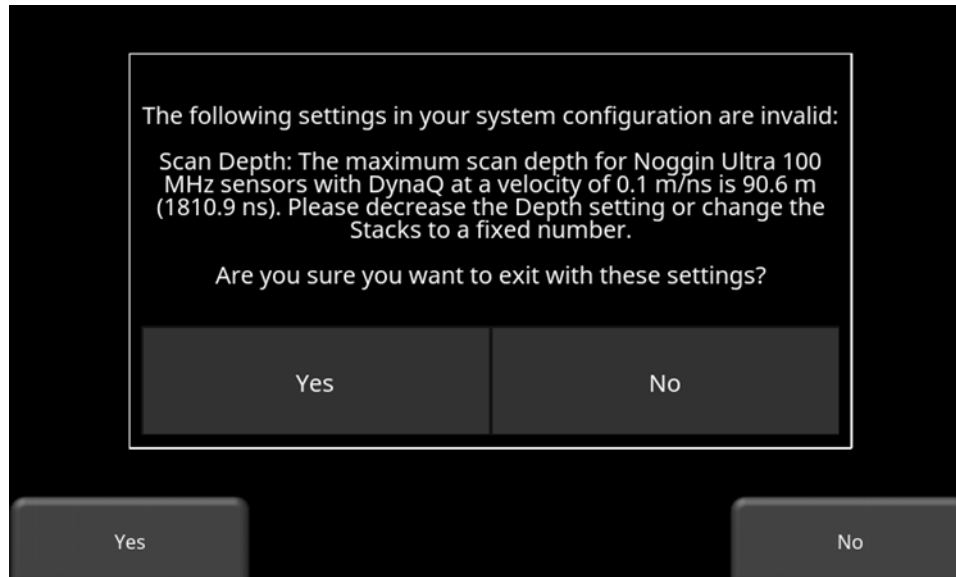 The following settings in your system configuration are invalid:
Scan Depth: The maximum scan depth for Noggin Ultra 100
MHz sensors with DynaQ at a velocity of 0.1 m/ns is 90.6 m
(1810.9 ns). Please decrease the Depth setting or change the
Stacks to a fixed number.
Are you sure you want to exit with these settings?
Yes
No
Yes
No